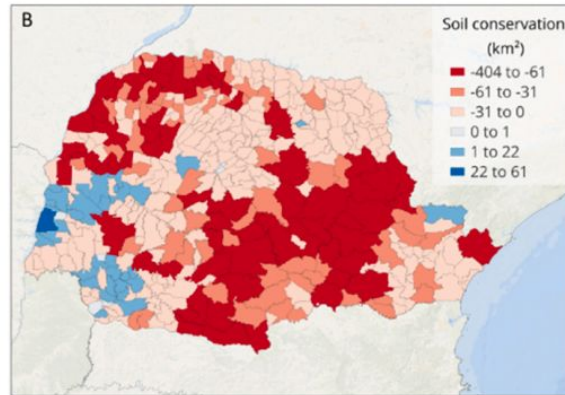 B
Soil conservation
(km²)
-404 to -61
-61 to -31
-31 to 0
0 to 1
1 to 22
22 to 61